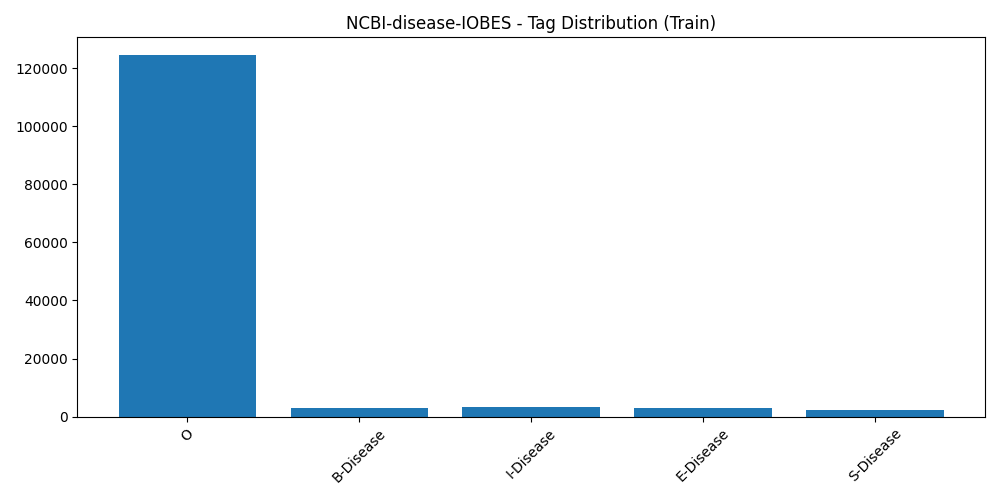 NCBI-disease-IOBES - Tag Distribution (Train)
120000
100000
80000
60000
40000
20000
0
O
B-Disease
I-Disease
E-Disease
S-Disease